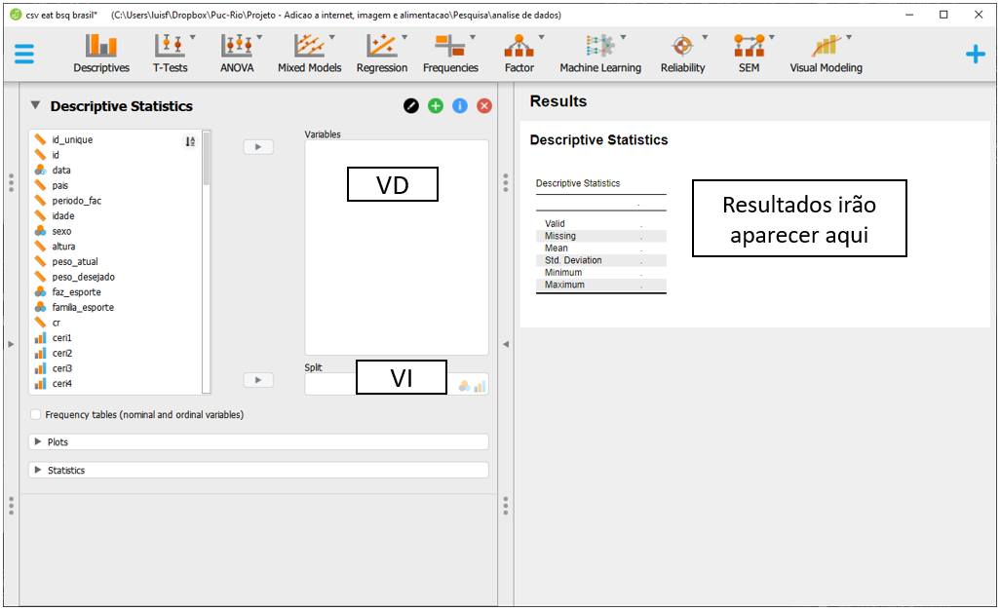 csv eat bsq brasil* (C:\Users\luisf\Dropbox\Puc-Rio\Projeto - Adicao a internet, imagem e alimentacao\Pesquisa\analise de dados)
Descriptives T-Tests ANOVA Mixed Models Regression Frequencies Factor Machine Learning Reliability SEM Visual Modeling
Descriptive Statistics
id_unique
id
data
pais
periodo_fac
idade
sexo
altura
peso_atual
peso_desejado
faz_esporte
familia_esporte
cr
ceri1
ceri2
ceri3
ceri4
Variables
VD
Split
VI
Frequency tables (nominal and ordinal variables)
Plots
Statistics
Results
Descriptive Statistics
Descriptive Statistics
.
Valid .
Missing .
Mean .
Std. Deviation .
Minimum .
Maximum .
Resultados irão
aparecer aqui